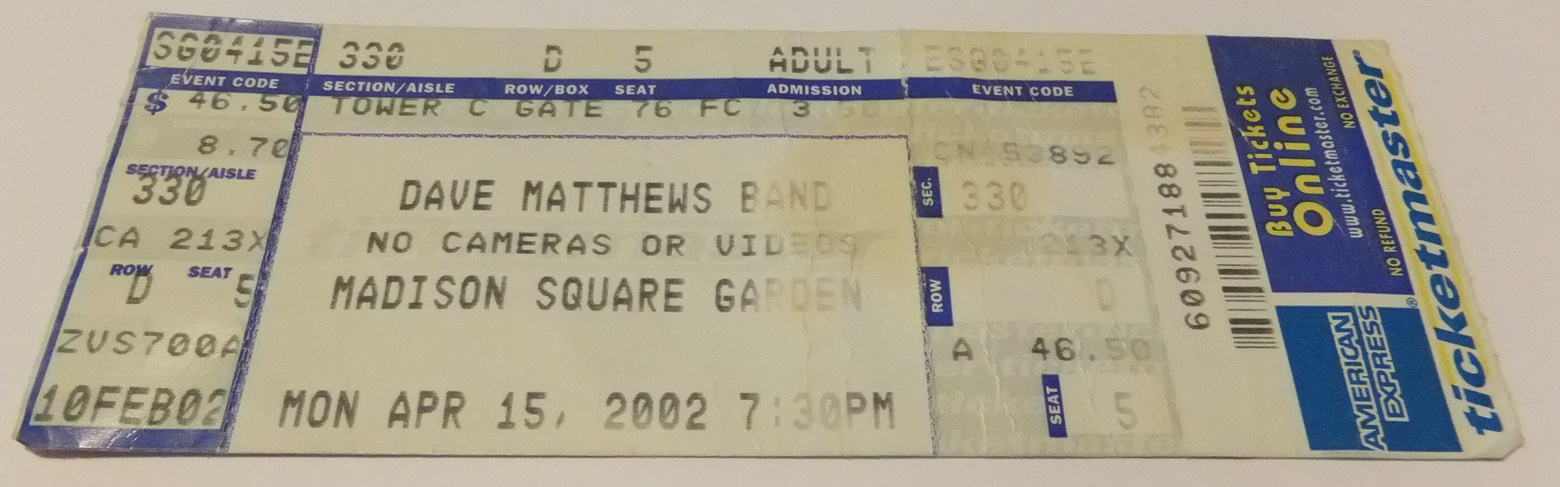 SG0415E
EVENT CODE
$ 46.50
8.70
SECTION/AISLE
330
CA 213X
ROW SEAT
D 5
ZUS700A
10FEB02
330 D 5 ADULT
SECTION/AISLE ROW/BOX SEAT ADMISSION
TOWER C GATE 76 FC 3
DAVE MATTHEWS BAND
NO CAMERAS OR VIDEOS
MADISON SQUARE GARDEN
MON APR 15, 2002 7:30PM
ESG0415E
EVENT CODE
CN 53892
SEC. 330
213X
ROW D
A 46.50
SEAT 5
609271884382
Buy Tickets
Online
www.ticketmaster.com
NO REFUND NO EXCHANGE
AMERICAN
EXPRESS
ticketmaster®